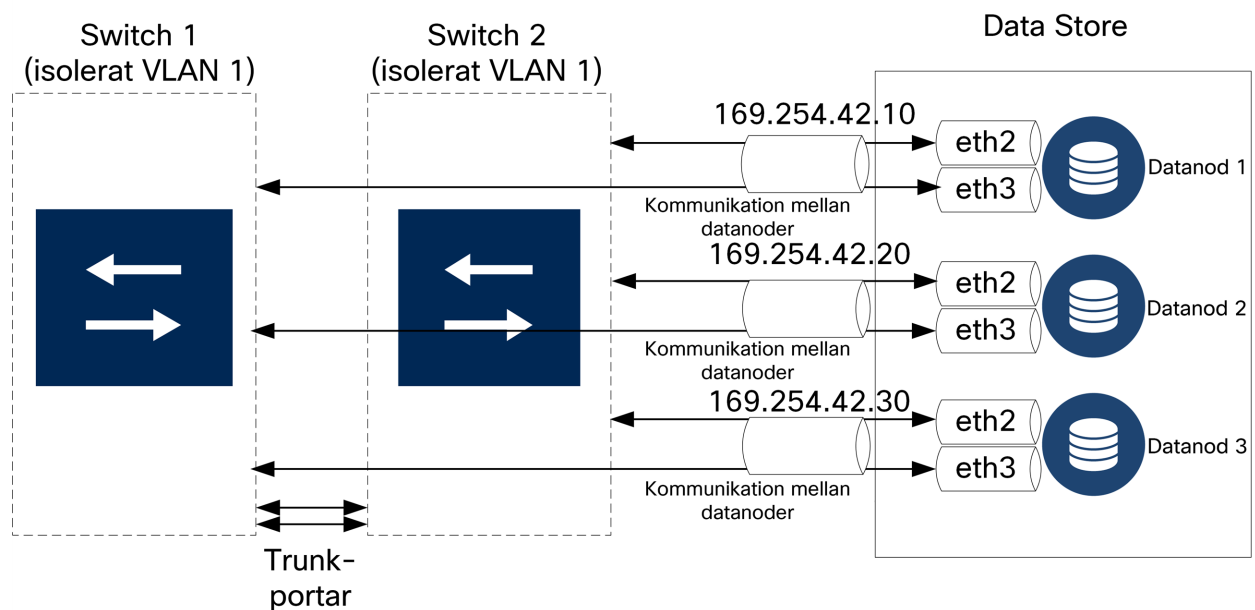 Switch 1
(isolerat VLAN 1)
Switch 2
(isolerat VLAN 1)
Data Store
169.254.42.10
eth2
eth3
Datanod 1
Kommunikation mellan
datanoder
169.254.42.20
eth2
eth3
Datanod 2
Kommunikation mellan
datanoder
169.254.42.30
eth2
eth3
Datanod 3
Kommunikation mellan
datanoder
Trunk-
portar